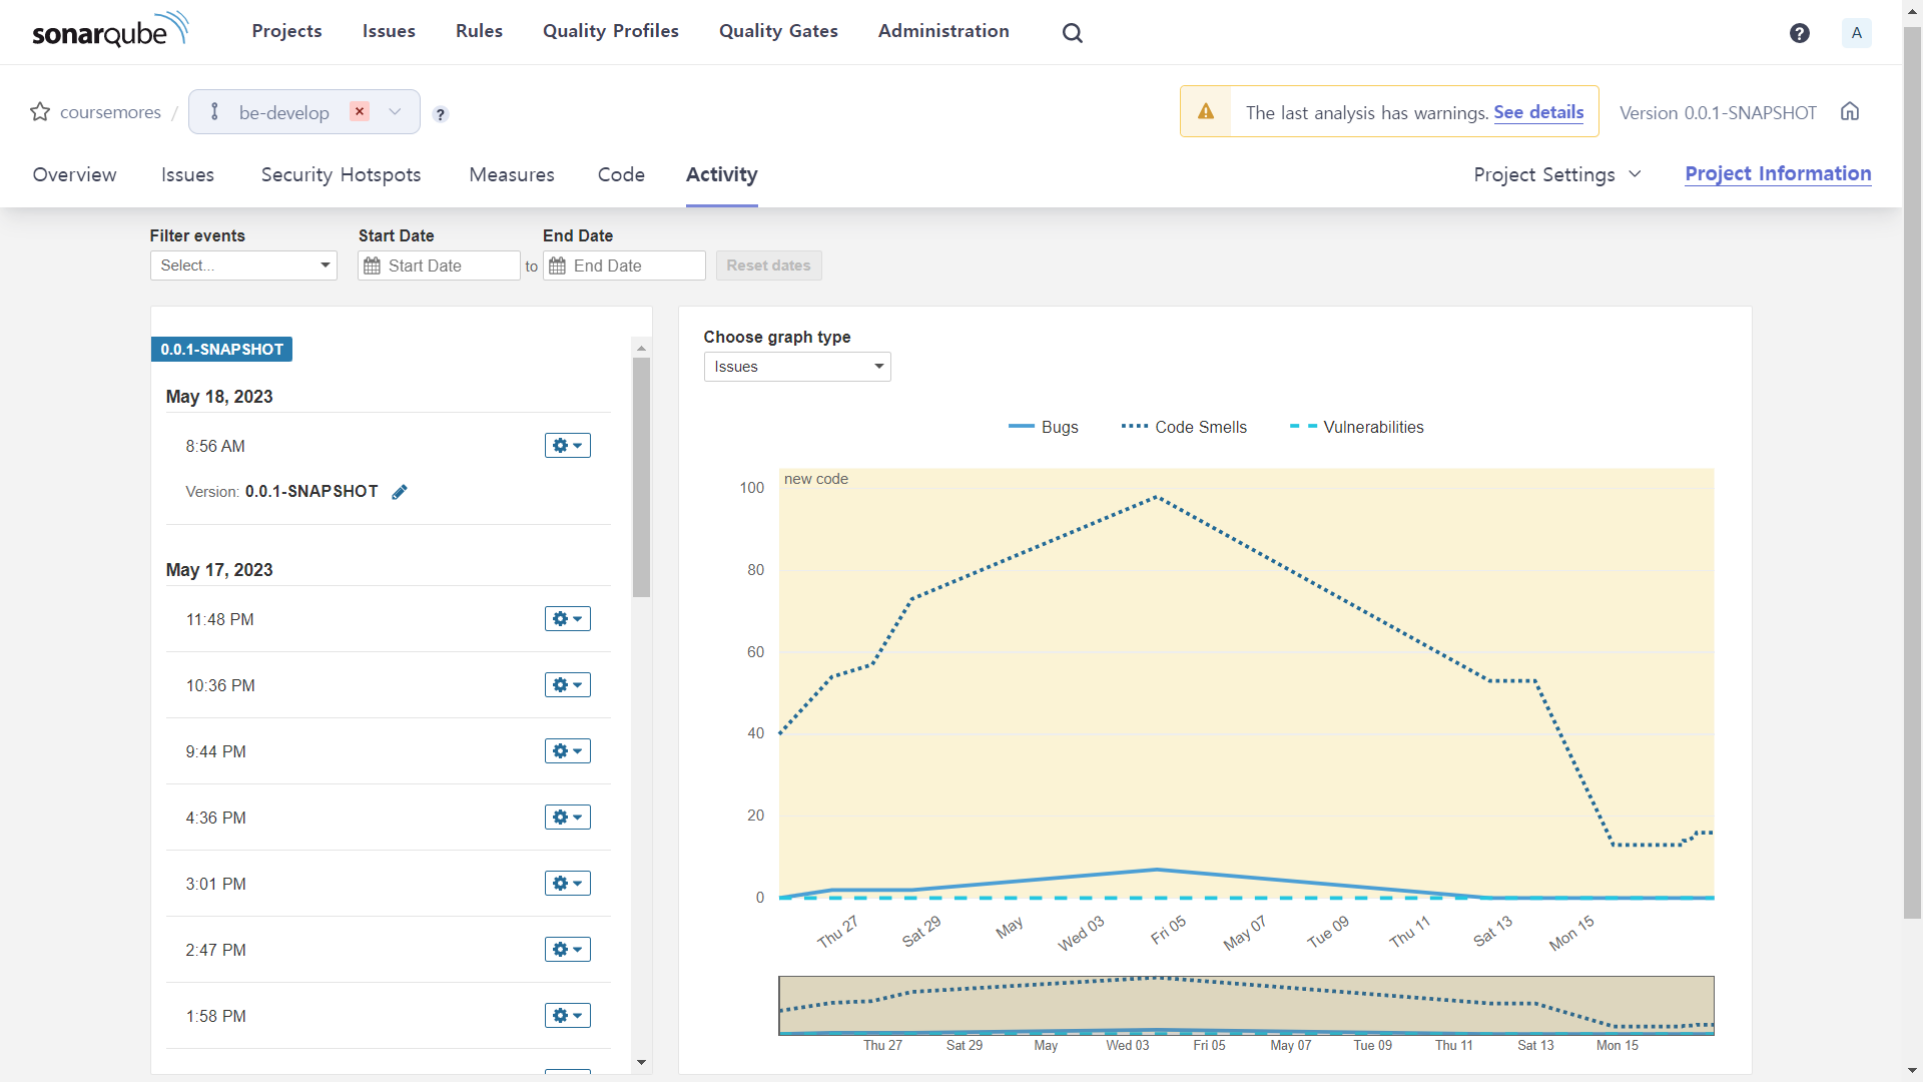 sonarqube Projects Issues Rules Quality Profiles Quality Gates Administration ? A
coursemores / be-develop ? The last analysis has warnings. See details Version 0.0.1-SNAPSHOT
Overview Issues Security Hotspots Measures Code Activity Project Settings Project Information
Filter events Start Date End Date
Select... Start Date to End Date Reset dates
0.0.1-SNAPSHOT
May 18, 2023
8:56 AM
Version: 0.0.1-SNAPSHOT
May 17, 2023
11:48 PM
10:36 PM
9:44 PM
4:36 PM
3:01 PM
2:47 PM
1:58 PM
Choose graph type
Issues
Bugs Code Smells Vulnerabilities
new code
100
80
60
40
20
0
Thu 27 Sat 29 May Wed 03 Fri 05 May 07 Tue 09 Thu 11 Sat 13 Mon 15
Thu 27 Sat 29 May Wed 03 Fri 05 May 07 Tue 09 Thu 11 Sat 13 Mon 15